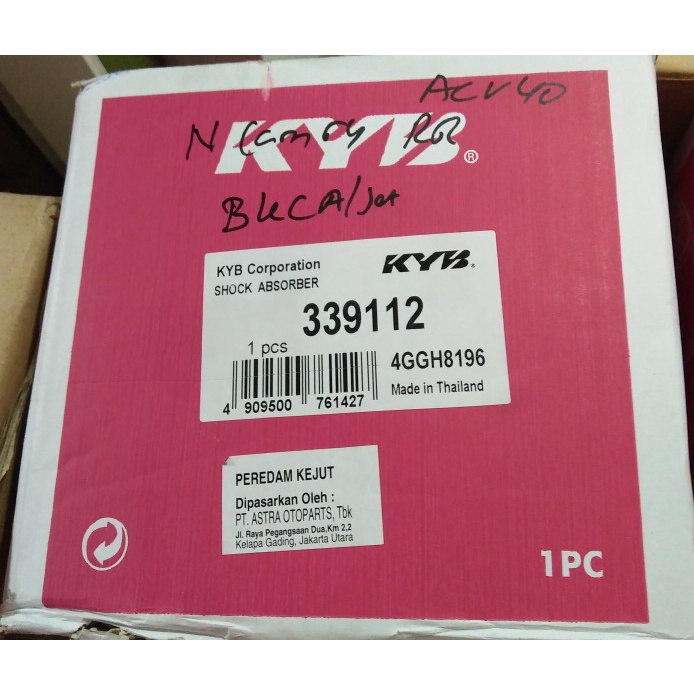 ACV40
N Camry RR
KYB®
KYB Corporation
KYB®
SHOCK ABSORBER
339112
1 pcs
4GGH8196
4 909500 761427
Made in Thailand
PEREDAM KEJUT
Dipasarkan Oleh :
PT. ASTRA OTOPARTS, Tbk
Jl. Raya Pegangsaan Dua,Km 2,2
Kelapa Gading, Jakarta Utara
1PC